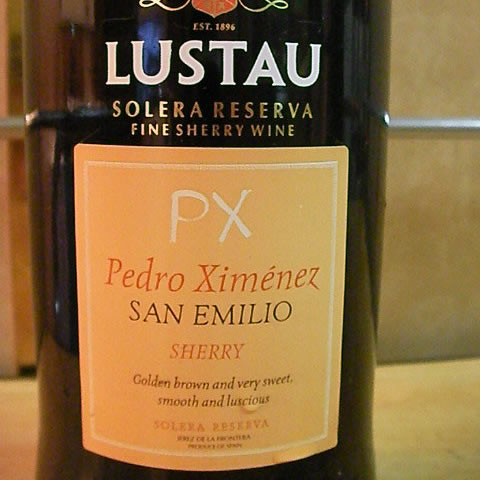 EST. 1896
LUSTAU
SOLERA RESERVA
FINE SHERRY WINE
PX
Pedro Ximénez
SAN EMILIO
SHERRY
Golden brown and very sweet,
smooth and luscious
SOLERA RESERVA
JEREZ DE LA FRONTERA
PRODUCE OF SPAIN